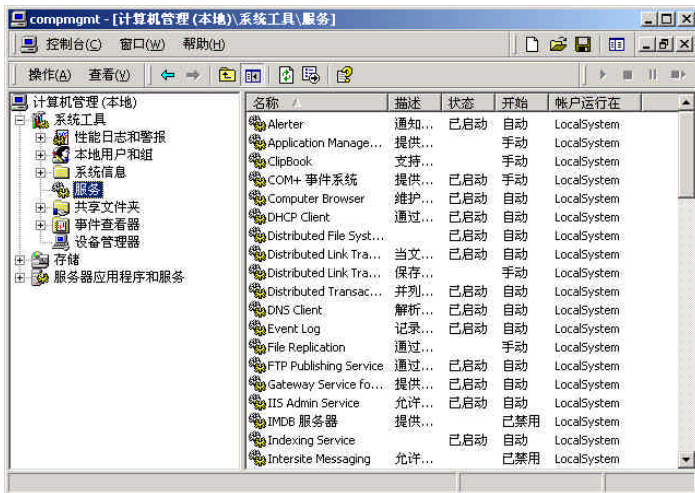 compmgmt - [计算机管理 (本地)\系统工具\服务]
控制台(C) 窗口(W) 帮助(H)
操作(A) 查看(V)
计算机管理 (本地)
系统工具
性能日志和警报
本地用户和组
系统信息
服务
共享文件夹
事件查看器
设备管理器
存储
服务器应用程序和服务
名称 描述 状态 开始 帐户运行在
Alerter 通知... 已启动 自动 LocalSystem
Application Manage... 提供... 手动 LocalSystem
ClipBook 支持... 手动 LocalSystem
COM+ 事件系统 提供... 已启动 手动 LocalSystem
Computer Browser 维护... 已启动 自动 LocalSystem
DHCP Client 通过... 已启动 自动 LocalSystem
Distributed File Syst... 已启动 自动 LocalSystem
Distributed Link Tra... 当文... 已启动 自动 LocalSystem
Distributed Link Tra... 保存... 手动 LocalSystem
Distributed Transac... 并列... 已启动 自动 LocalSystem
DNS Client 解析... 已启动 自动 LocalSystem
Event Log 记录... 已启动 自动 LocalSystem
File Replication 通过... 手动 LocalSystem
FTP Publishing Service 通过... 已启动 自动 LocalSystem
Gateway Service fo... 提供... 已启动 自动 LocalSystem
IIS Admin Service 允许... 已启动 自动 LocalSystem
IMDB 服务器 提供... 已禁用 LocalSystem
Indexing Service 已启动 自动 LocalSystem
Intersite Messaging 允许... 已禁用 LocalSystem